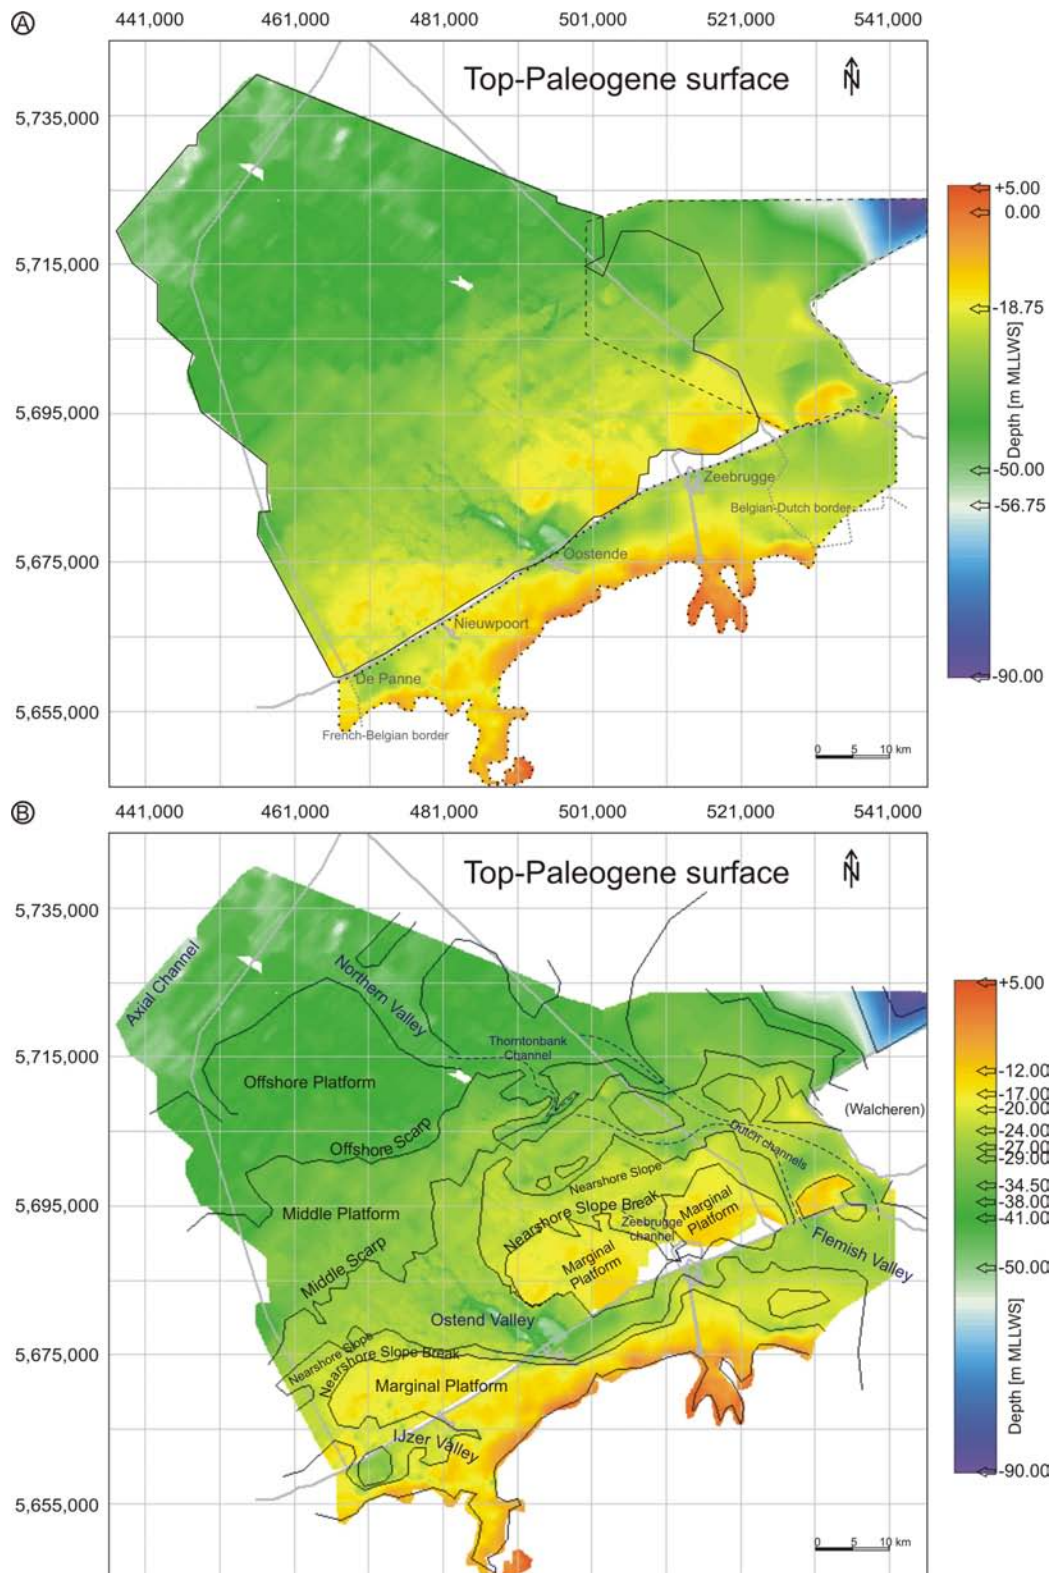 A
441,000 461,000 481,000 501,000 521,000 541,000
Top-Paleogene surface
N
5,735,000
5,715,000
5,695,000
5,675,000
5,655,000
+5.00
0.00
-18.75
-50.00
-56.75
-90.00
Depth [m MLLWS]
Zeebrugge
Belgian-Dutch border
Oostende
Nieuwpoort
De Panne
French-Belgian border
0 5 10 km
B
441,000 461,000 481,000 501,000 521,000 541,000
Top-Paleogene surface
N
5,735,000
5,715,000
5,695,000
5,675,000
5,655,000
Axial Channel
Northern Valley
Thorntonbank
Channel
Offshore Platform
Offshore Scarp
(Walcheren)
Dutch channels
Nearshore Slope
Middle Platform
Nearshore Slope Break
Marginal
Platform
Zeebrugge
channel
Marginal
Platform
Flemish Valley
Middle Scarp
Ostend Valley
Nearshore Slope
Nearshore Slope Break
Marginal Platform
IJzer Valley
+5.00
-12.00
-17.00
-20.00
-24.00
-27.00
-29.00
-34.50
-38.00
-41.00
-50.00
-90.00
Depth [m MLLWS]
0 5 10 km